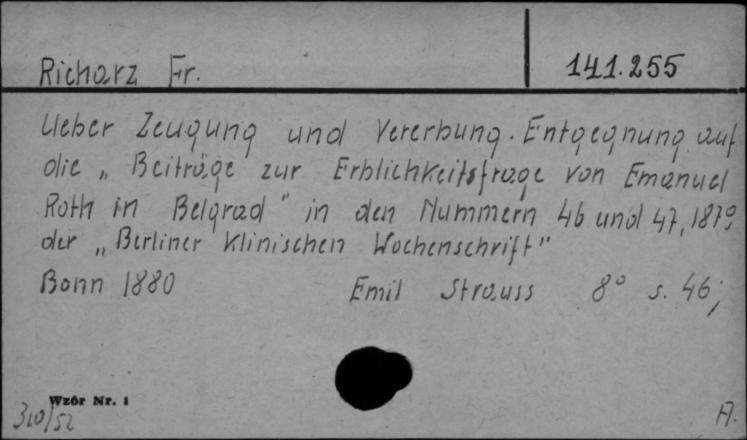 Richarz Fr.
141.255
Ueber Zeugung und Vererbung. Entgegnung auf
die „Beiträge zur Erblichkeitsfrage von Emanuel
Roth in Belgrad" in den Nummern 46 und 47, 1879
der „Berliner Klinischen Wochenschrift"
Bonn 1880 Emil Strauss 8° s. 46;
Wzór Nr. 1
310/52
A.